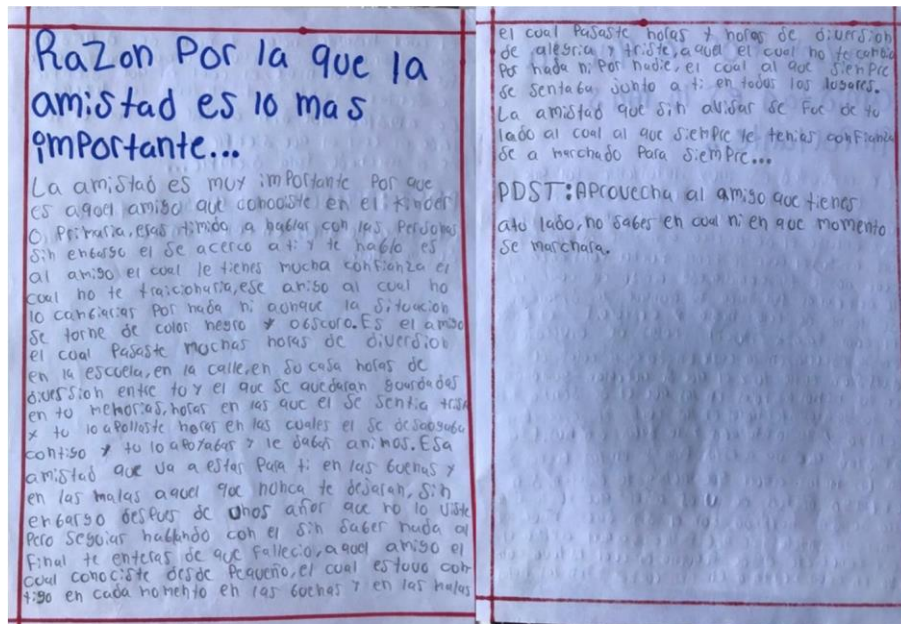 Razon Por la que la
amistad es lo mas
importante...
La amistad es muy importante Por que
es aquel amigo que conociste en el kinder
o Primaria, eras timido a hablar con las Personas
Sin enbargo el se acerco a ti y te hablo es
al amigo el cual le tienes mucha confianza el
cual no te traicionaria, ese amigo al cual no
lo canbiarias Por nada ni aunque la situacion
Se torne de color negro y obscuro. Es el amigo
el cual Pasaste muchas horas de diversion
en la escuela, en la calle, en su casa horas de
diversion entre tu y el que se quedaran guardadas
en tu memorias, horas en las que el se sentia triste
y tu lo apollaste horas en las cuales el se desaogaba
contigo y tu lo apoyabas y le dabas animos. Esa
amistad que va a estar Para ti en las buenas y
en las malas aquel que nunca te dejaran, sin
enbargo despues de unos años que no lo viste
Pero seguias hablando con el sin saber nada al
final te enteras de que fallecio, aquel amigo el
cual conociste desde Pequeño, el cual estuvo con
tigo en cada momento en las buenas y en las malas
el cual Pasaste horas y horas de diversion
de alegria y triste, aquel el cual no te canbio
Por nada ni Por nadie, el cual al que siempre
se sentaba junto a ti en todos los lugares.
La amistad que sin avisar se fue de tu
lado al cual al que siempre le tenias confianza
se a marchado Para siempre...
PDST: Aprovecha al amigo que tienes
atu lado, no sabes en cual ni en que momento
se marchara.